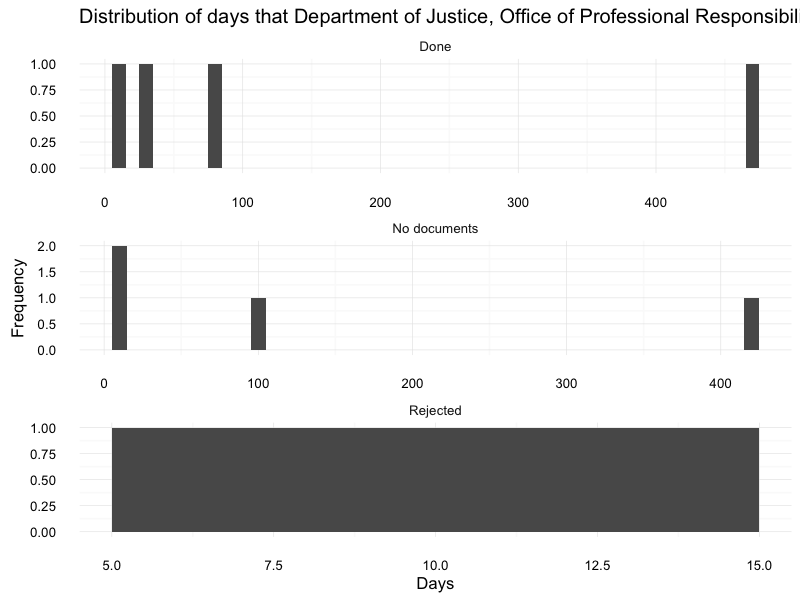 Distribution of days that Department of Justice, Office of Professional Responsibili
Done
1.00
0.75
0.50
0.25
0.00
0 100 200 300 400
No documents
2.0
1.5
1.0
0.5
0.0
0 100 200 300 400
Frequency
Rejected
1.00
0.75
0.50
0.25
0.00
5.0 7.5 10.0 12.5 15.0
Days